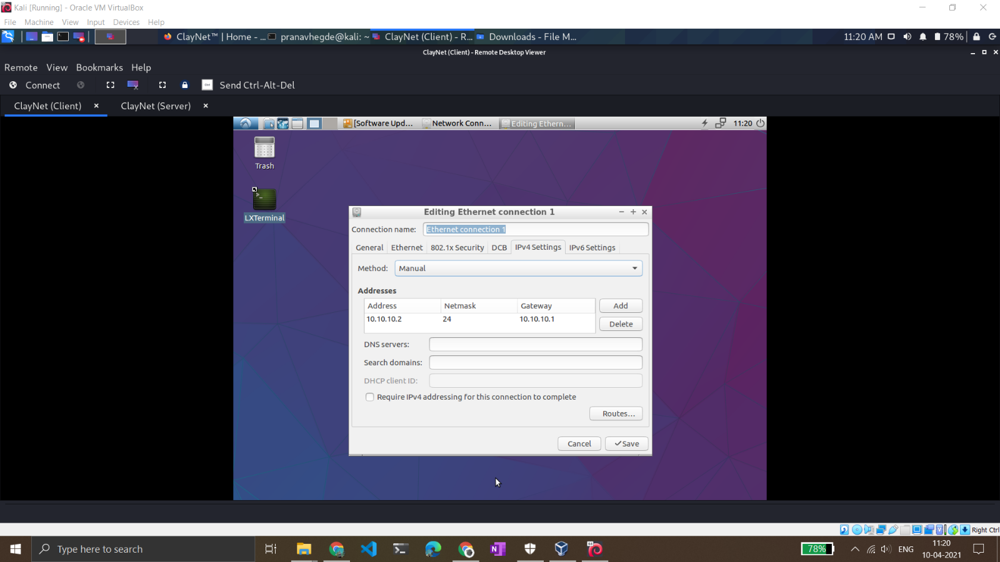 Kali [Running] - Oracle VM VirtualBox
File Machine View Input Devices Help
ClayNet™ | Home - ... pranavhegde@kali: ~ ClayNet (Client) - R... Downloads - File M... 11:20 AM 78%
ClayNet (Client) - Remote Desktop Viewer
Remote View Bookmarks Help
Connect Send Ctrl-Alt-Del
ClayNet (Client) × ClayNet (Server) ×
[Software Upd... Network Conn... Editing Ethern... 11:20
Trash
LXTerminal
Editing Ethernet connection 1
Connection name: Ethernet connection 1
General Ethernet 802.1x Security DCB IPv4 Settings IPv6 Settings
Method: Manual
Addresses
Address Netmask Gateway Add
10.10.10.2 24 10.10.10.1
Delete
DNS servers:
Search domains:
DHCP client ID:
Require IPv4 addressing for this connection to complete
Routes...
Cancel Save
Right Ctrl
Type here to search 78% ENG 11:20
10-04-2021